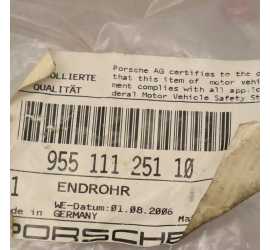 OLLIERTE
QUALITÄT
Porsche AG certifies to the
that this item of motor vehi
ment complies with all app
deral Motor Vehicle Safety St
955 111 251 10
1 ENDROHR
de in WE-Datum:01.08.2006 Ma
GERMANY
PORSCHE